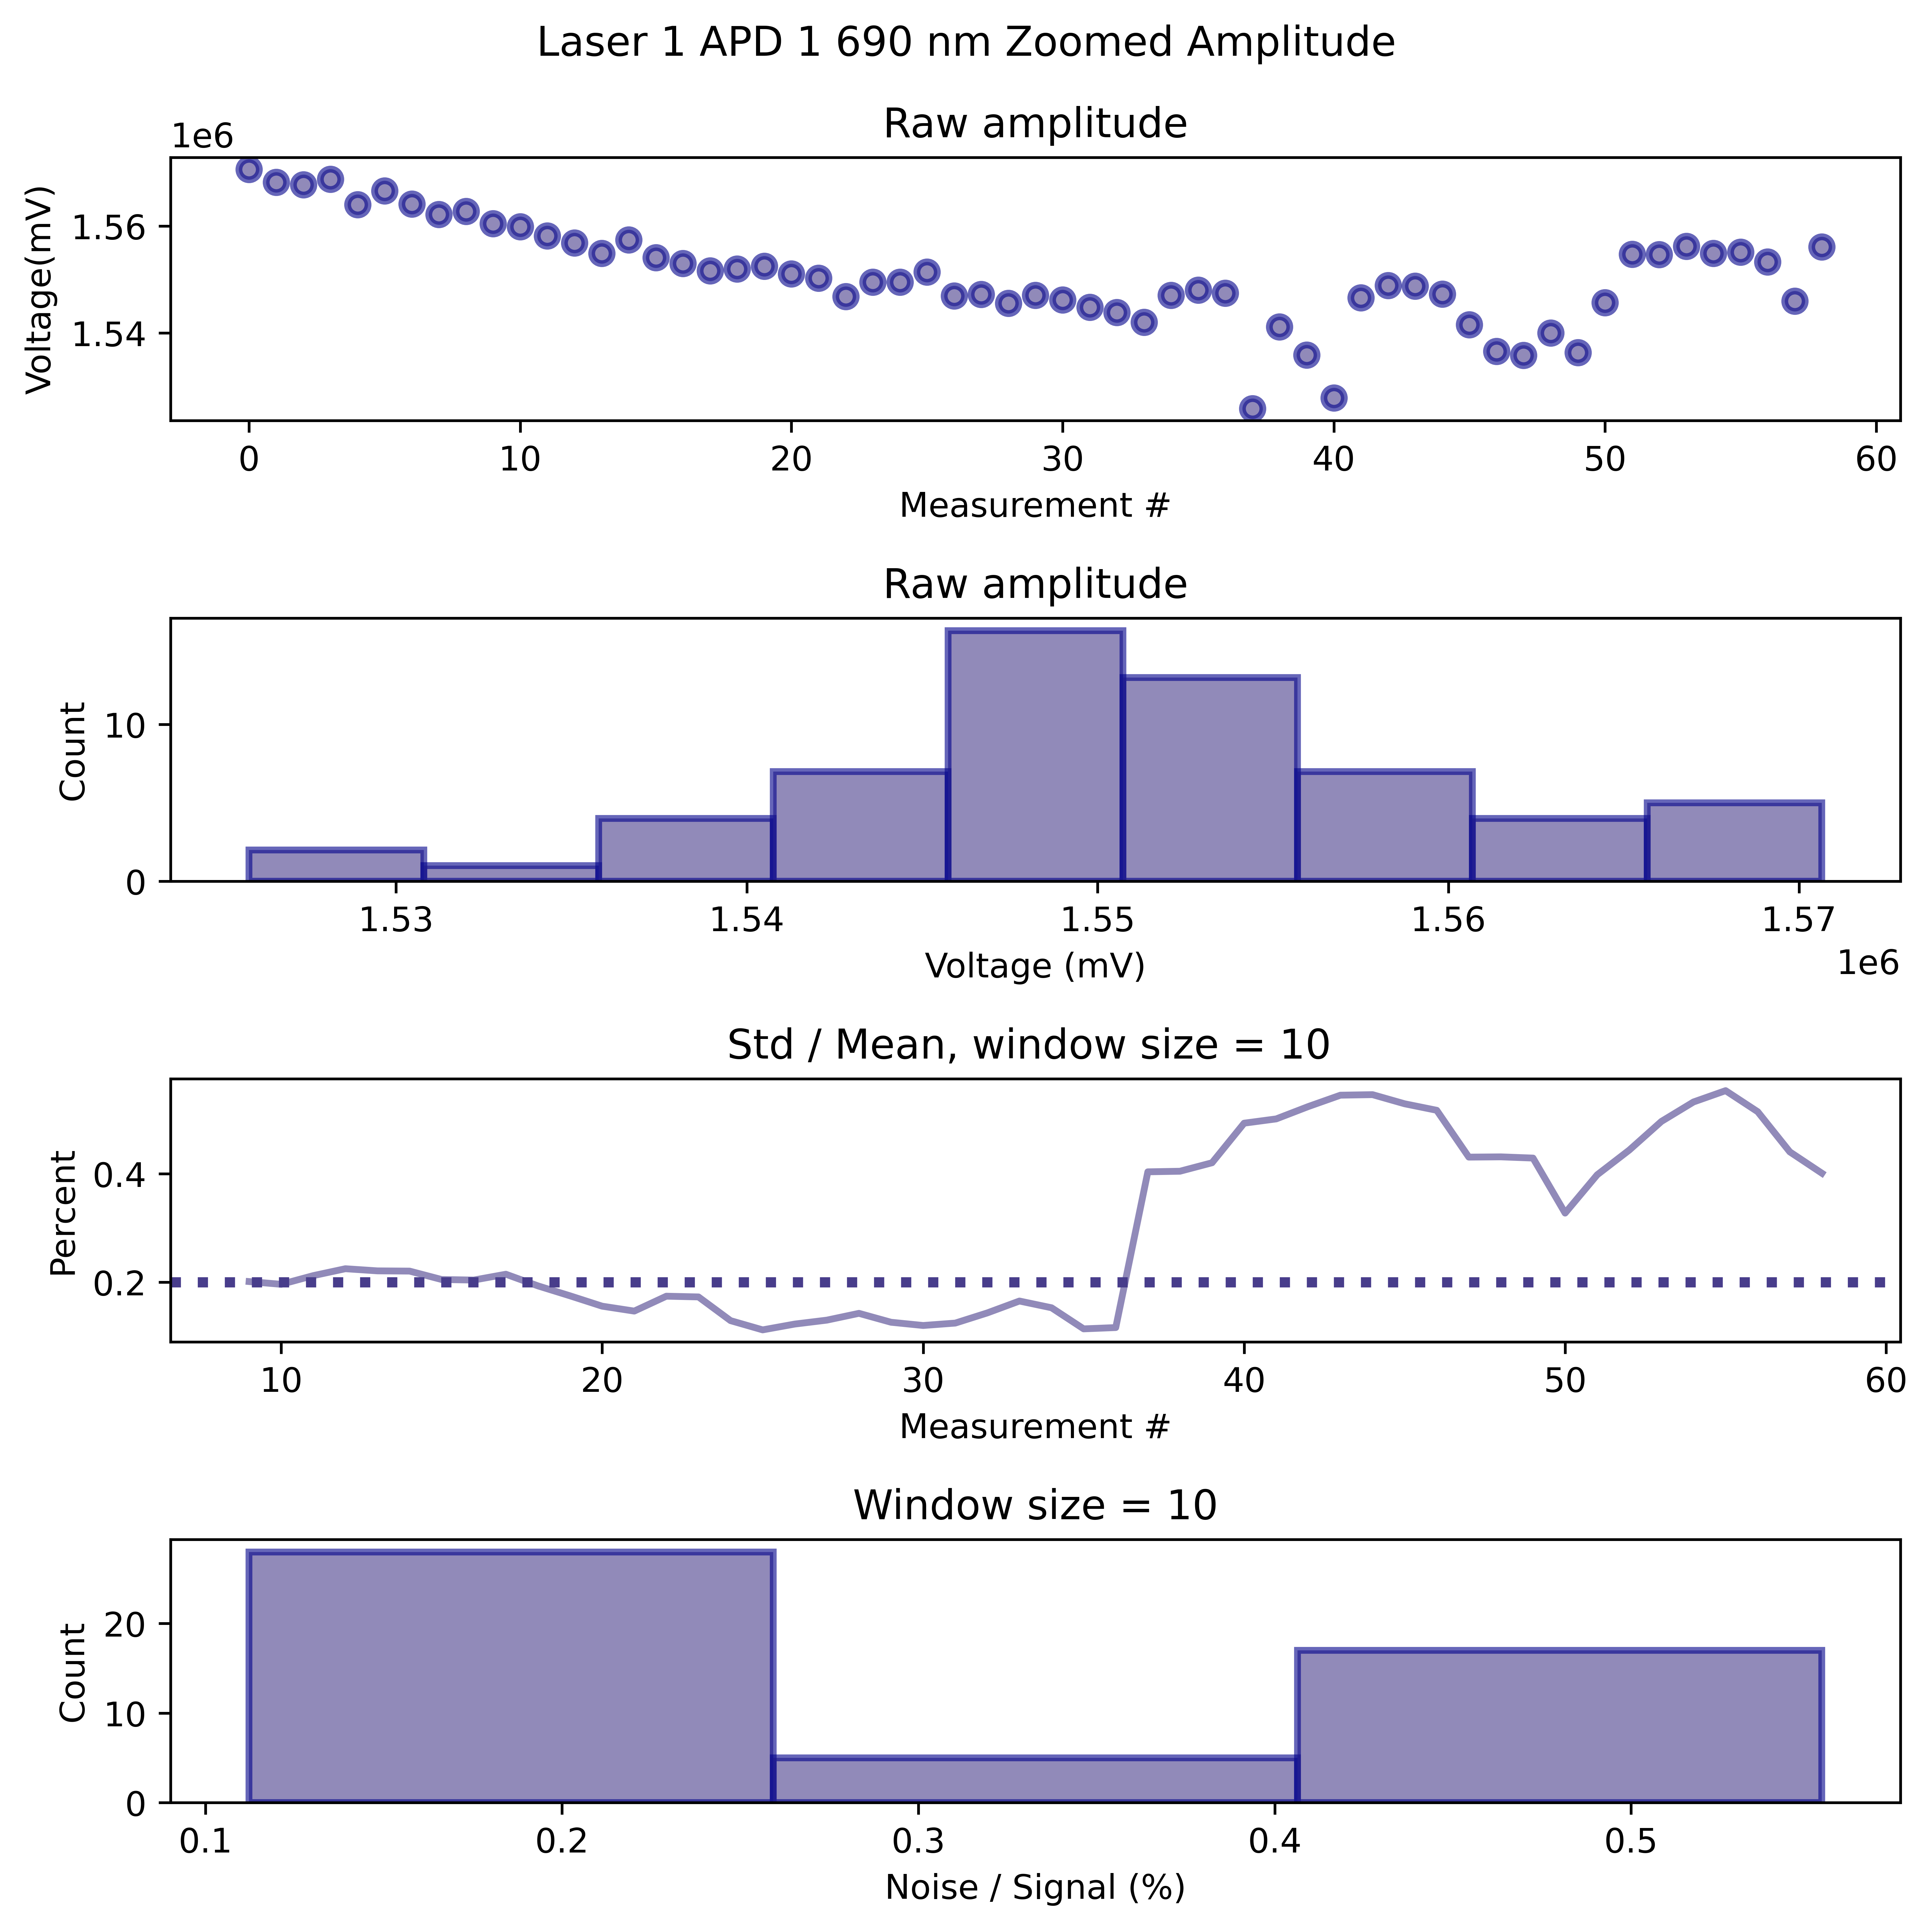 Laser 1 APD 1 690 nm Zoomed Amplitude
Raw amplitude
1e6
Voltage(mV)
1.56
1.54
0 10 20 30 40 50 60
Measurement #
Raw amplitude
Count
10
0
1.53 1.54 1.55 1.56 1.57
1e6
Voltage (mV)
Std / Mean, window size = 10
Percent
0.4
0.2
10 20 30 40 50 60
Measurement #
Window size = 10
Count
20
10
0
0.1 0.2 0.3 0.4 0.5
Noise / Signal (%)